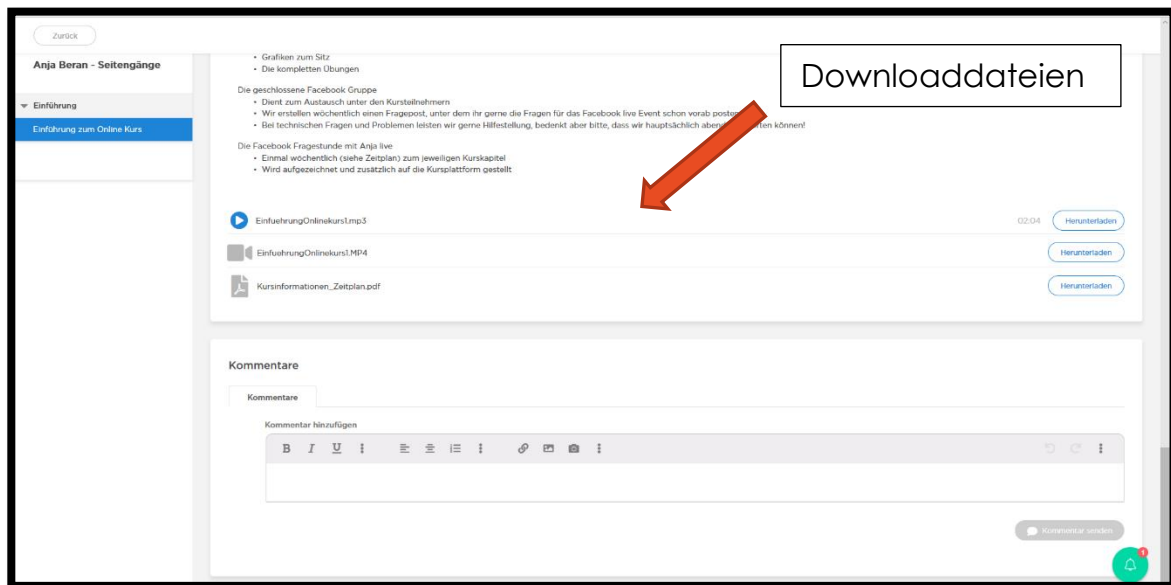 Zurück
Anja Beran - Seitengänge
Einführung
Einführung zum Online Kurs
Downloaddateien
• Grafiken zum Sitz
• Die kompletten Übungen
Die geschlossene Facebook Gruppe
• Dient zum Austausch unter den Kursteilnehmern
• Wir erstellen wöchentlich einen Fragepost, unter dem ihr gerne die Fragen für das Facebook live Event schon vorab
• Bei technischen Fragen und Problemen leisten wir gerne Hilfestellung, bedenkt aber bitte, dass wir hauptsächlich können!
Die Facebook Fragestunde mit Anja live
• Einmal wöchentlich (siehe Zeitplan) zum jeweiligen Kurskapitel
• Wird aufgezeichnet und zusätzlich auf die Kursplattform gestellt
EinfuehrungOnlinekurs1.mp3 02:04 Herunterladen
EinfuehrungOnlinekurs1.MP4 Herunterladen
Kursinformationen_Zeitplan.pdf Herunterladen
Kommentare
Kommentare
Kommentar hinzufügen
B I U
Kommentar senden
1